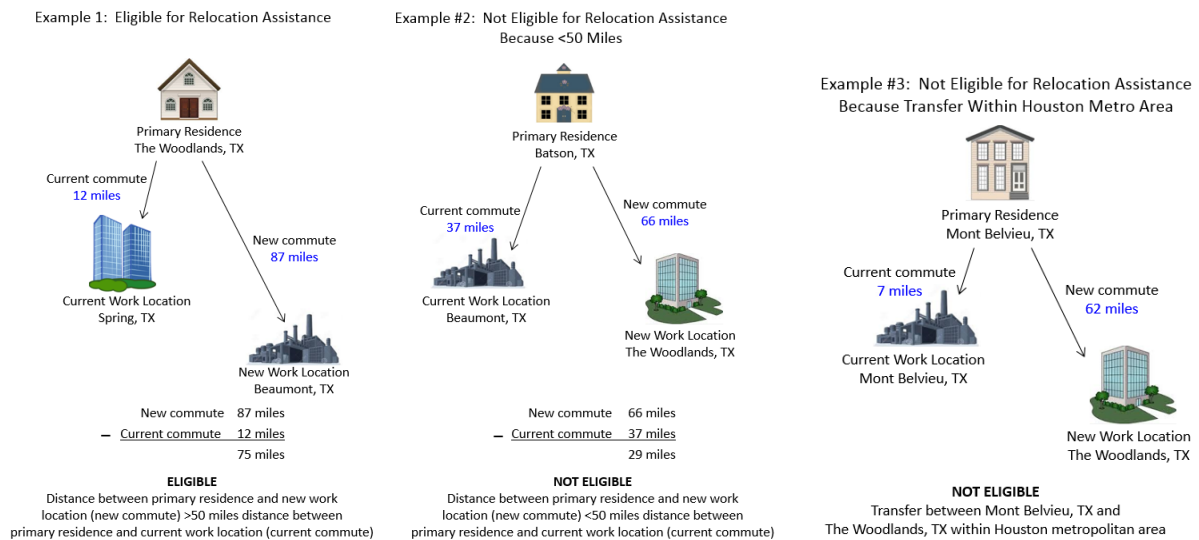 Example 1:  Eligible for Relocation Assistance
Primary Residence
The Woodlands, TX
Current commute
12 miles
New commute
87 miles
Current Work Location
Spring, TX
New Work Location
Beaumont, TX
New commute 87 miles
– Current commute 12 miles
75 miles
ELIGIBLE
Distance between primary residence and new work
location (new commute) >50 miles distance between
primary residence and current work location (current commute)
Example #2:  Not Eligible for Relocation Assistance
Because <50 Miles
Primary Residence
Batson, TX
Current commute
37 miles
New commute
66 miles
Current Work Location
Beaumont, TX
New Work Location
The Woodlands, TX
New commute 66 miles
– Current commute 37 miles
29 miles
NOT ELIGIBLE
Distance between primary residence and new work
location (new commute) <50 miles distance between
primary residence and current work location (current commute)
Example #3:  Not Eligible for Relocation Assistance
Because Transfer Within Houston Metro Area
Primary Residence
Mont Belvieu, TX
Current commute
7 miles
New commute
62 miles
Current Work Location
Mont Belvieu, TX
New Work Location
The Woodlands, TX
NOT ELIGIBLE
Transfer between Mont Belvieu, TX and
The Woodlands, TX within Houston metropolitan area